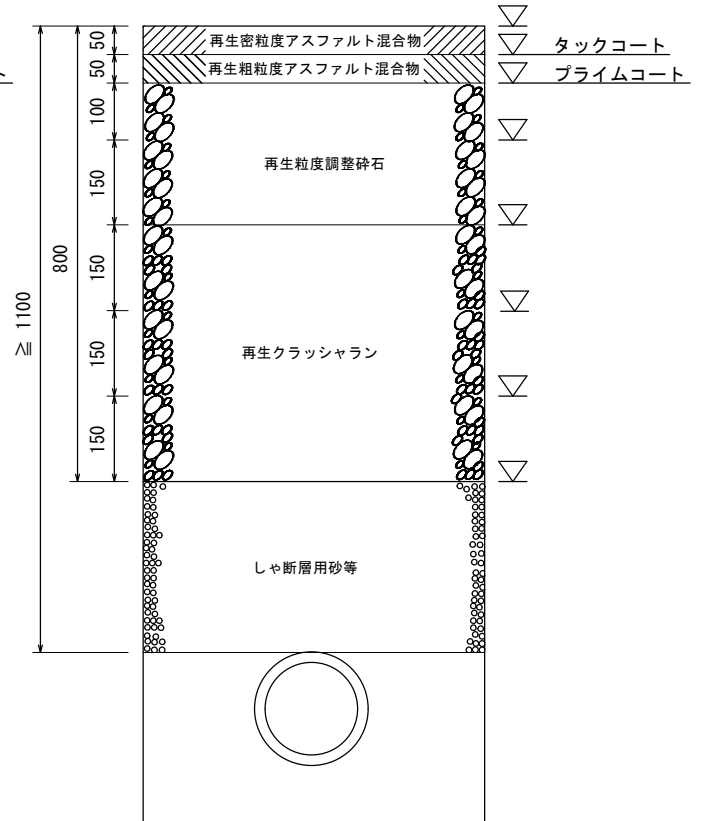 50
再生密粒度アスファルト混合物
タックコート
50
再生粗粒度アスファルト混合物
プライムコート
100
150
再生粒度調整砕石
800
≧ 1100
150
150
再生クラッシャラン
150
しゃ断層用砂等